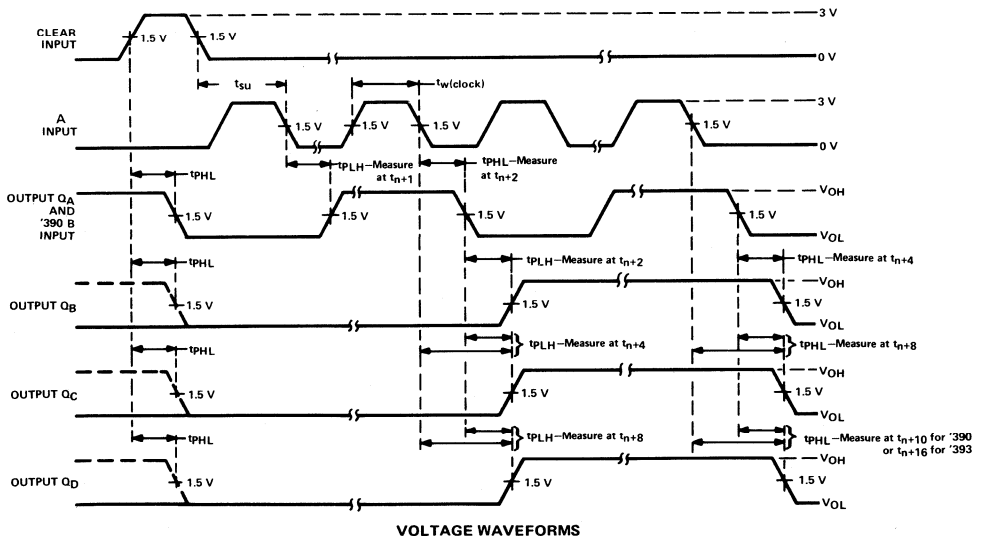 3 V
CLEAR
INPUT
1.5 V
1.5 V
0 V
tsu
tw(clock)
3 V
A
INPUT
1.5 V
1.5 V
1.5 V
1.5 V
0 V
tPHL
tPLH–Measure
at tn+1
tPHL–Measure
at tn+2
OUTPUT QA
AND
'390 B
INPUT
1.5 V
1.5 V
1.5 V
1.5 V
VOH
VOL
tPHL
tPLH–Measure at tn+2
tPHL–Measure at tn+4
OUTPUT QB
1.5 V
1.5 V
1.5 V
VOH
VOL
tPHL
tPLH–Measure at tn+4
tPHL–Measure at tn+8
OUTPUT QC
1.5 V
1.5 V
1.5 V
VOH
VOL
tPHL
tPLH–Measure at tn+8
tPHL–Measure at tn+10 for '390
or tn+16 for '393
OUTPUT QD
1.5 V
1.5 V
1.5 V
VOH
VOL
VOLTAGE WAVEFORMS